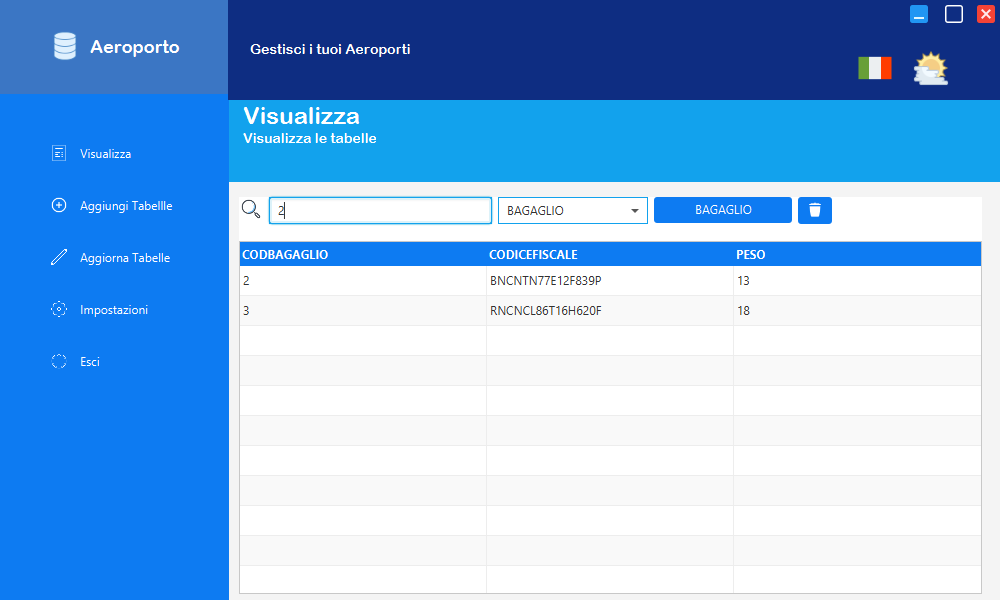 Aeroporto
Gestisci i tuoi Aeroporti
Visualizza
Visualizza le tabelle
Visualizza
Aggiungi Tabellle
Aggiorna Tabelle
Impostazioni
Esci
2 BAGAGLIO BAGAGLIO
CODBAGAGLIO CODICEFISCALE PESO
2 BNCNTN77E12F839P 13
3 RNCNCL86T16H620F 18